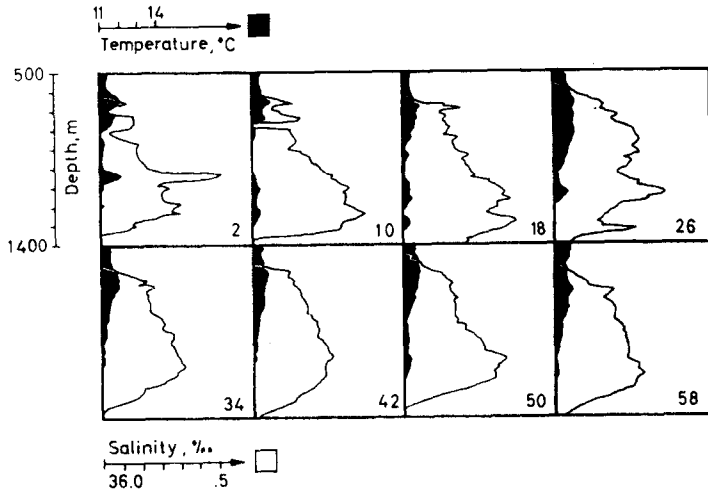 11 14
Temperature, °C
500
Depth, m
1400
2 10 18 26
34 42 50 58
Salinity, ‰
36.0 .5